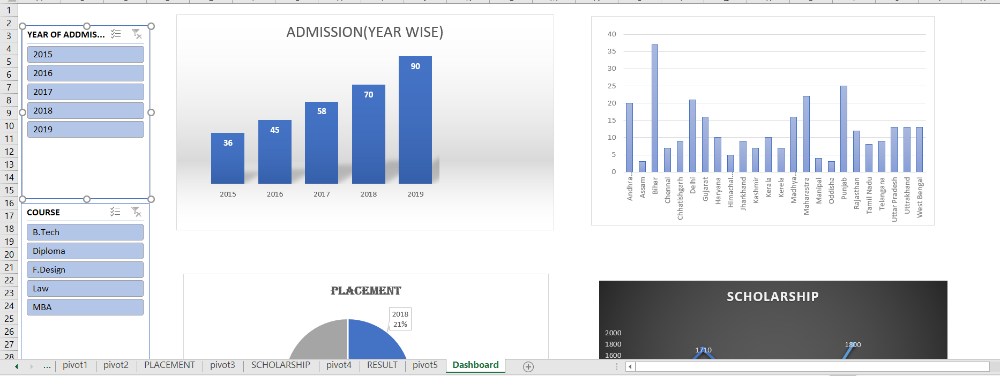 1
2
3
4
5
6
7
8
9
10
11
12
13
14
15
16
17
18
19
20
21
22
23
24
25
26
27
28
YEAR OF ADDMIS...
2015
2016
2017
2018
2019
COURSE
B.Tech
Diploma
F.Design
Law
MBA
ADMISSION(YEAR WISE)
36
45
58
70
90
2015 2016 2017 2018 2019
40
35
30
25
20
15
10
5
0
Andhra...
Assam
Bihar
Chennai
Chhatishgarh
Delhi
Gujarat
Haryana
Himachal...
Jharkhand
Kashmir
Kerala
Kerela
Madhya...
Maharastra
Manipal
Oddisha
Punjab
Rajasthan
Tamil Nadu
Telangana
Uttar Pradesh
Uttrakhand
West Bengal
PLACEMENT
2018
21%
SCHOLARSHIP
2000
1800
1600
1710
1800
... pivot1 pivot2 PLACEMENT pivot3 SCHOLARSHIP pivot4 RESULT pivot5 Dashboard